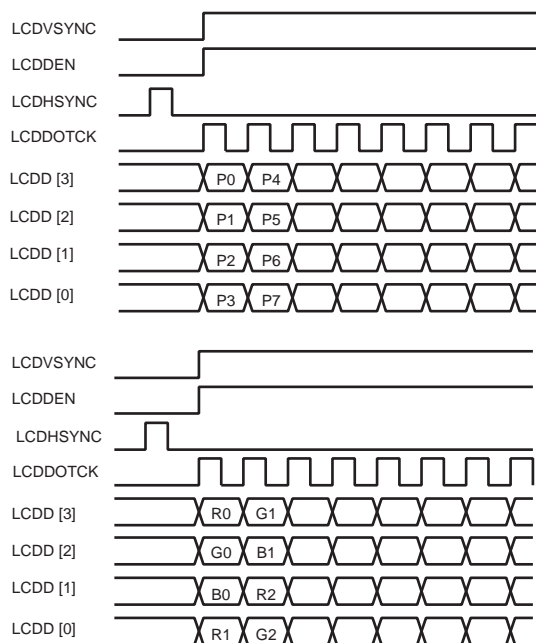 LCDVSYNC
LCDDEN
LCDHSYNC
LCDDOTCK
LCDD [3] P0 P4
LCDD [2] P1 P5
LCDD [1] P2 P6
LCDD [0] P3 P7
LCDVSYNC
LCDDEN
LCDHSYNC
LCDDOTCK
LCDD [3] R0 G1
LCDD [2] G0 B1
LCDD [1] B0 R2
LCDD [0] R1 G2